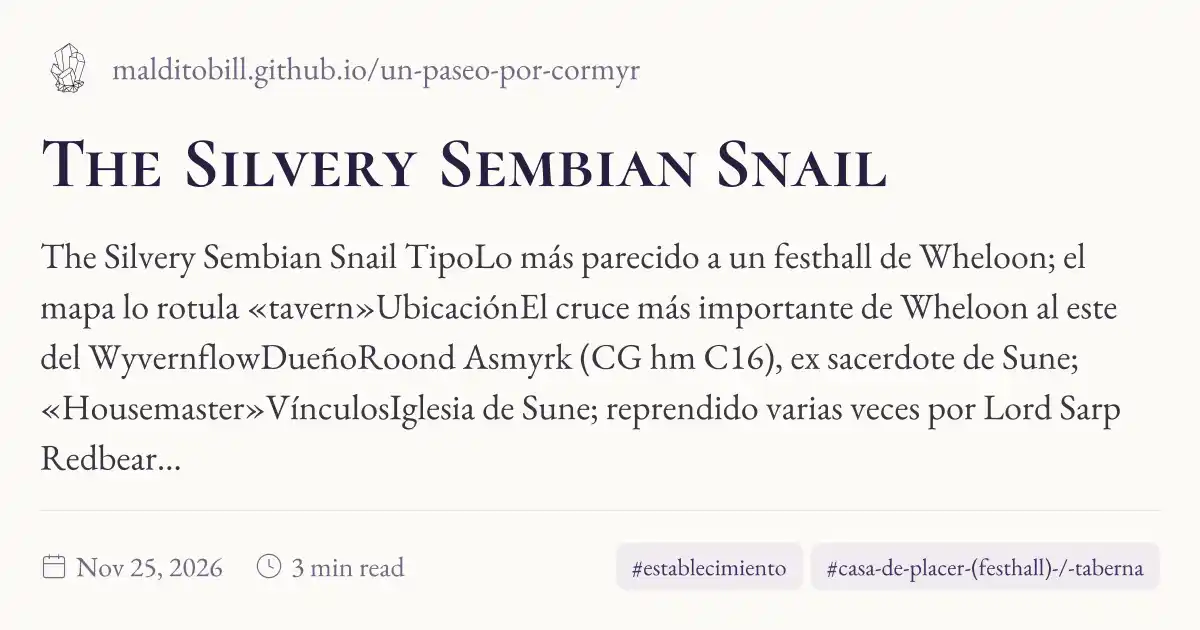 malditobill.github.io/un-paseo-por-cormyr
The Silvery Sembian Snail
The Silvery Sembian Snail TipoLo más parecido a un festhall de Wheloon; el
mapa lo rotula «tavern»UbicaciónEl cruce más importante de Wheloon al este
del WyvernflowDueñoRoond Asmyrk (CG hm C16), ex sacerdote de Sune;
«Housemaster»VínculosIglesia de Sune; reprendido varias veces por Lord Sarp
Redbear...
Nov 25, 2026 3 min read #establecimiento #casa-de-placer-(festhall)-/-taberna